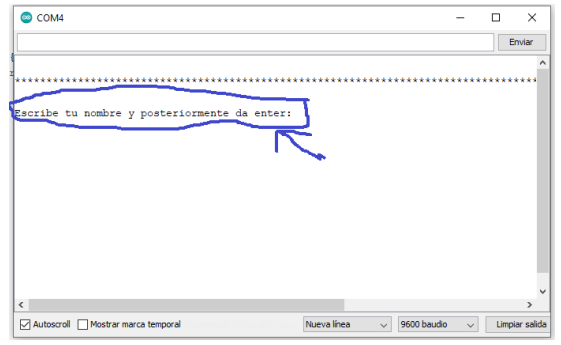 COM4
Enviar
******************************************************************************************
Escribe tu nombre y posteriormente da enter:
Autoscroll Mostrar marca temporal Nueva línea 9600 baudio Limpiar salida